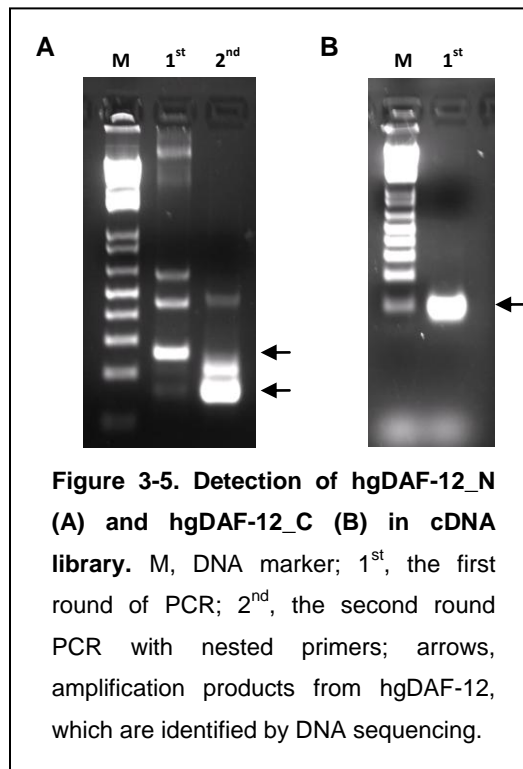 A B
M 1st 2nd M 1st
Figure 3-5. Detection of hgDAF-12_N
(A) and hgDAF-12_C (B) in cDNA
library. M, DNA marker; 1st, the first
round of PCR; 2nd, the second round
PCR with nested primers; arrows,
amplification products from hgDAF-12,
which are identified by DNA sequencing.